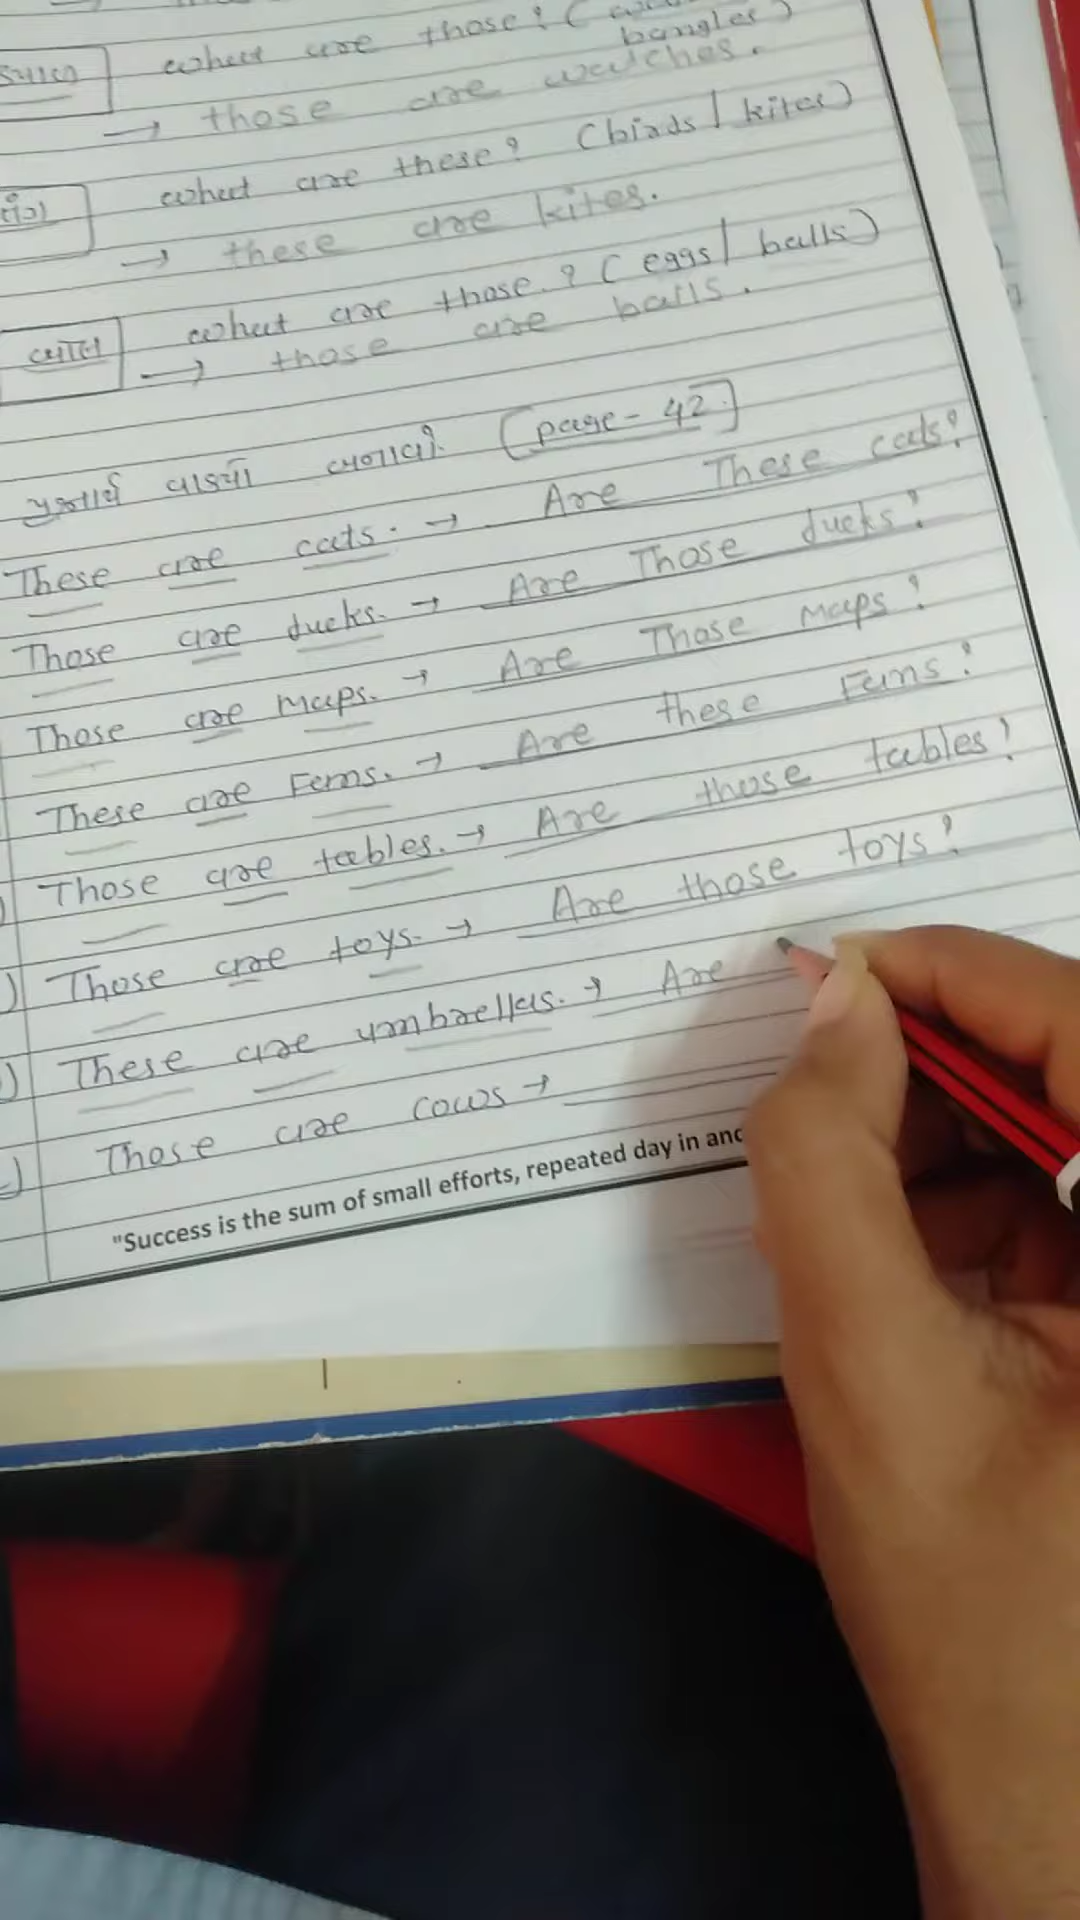 what are those? (
bangles)
→ those are watches.
what are these? (birds / kites)
→ these are kites.
what are those.? (eggs / balls)
બોલ
→ those are balls.
પ્રશ્નાર્થ વાક્યો બનાવો. [page - 42]
These are cats. → Are These cats?
Those are ducks. → Are Those ducks?
Those are maps. → Are Those maps?
These are Fans. → Are these Fans?
Those are tables. → Are those tables?
Those are toys. → Are those toys?
These are umbrellas. → Are
Those are cows →
"Success is the sum of small efforts, repeated day in and